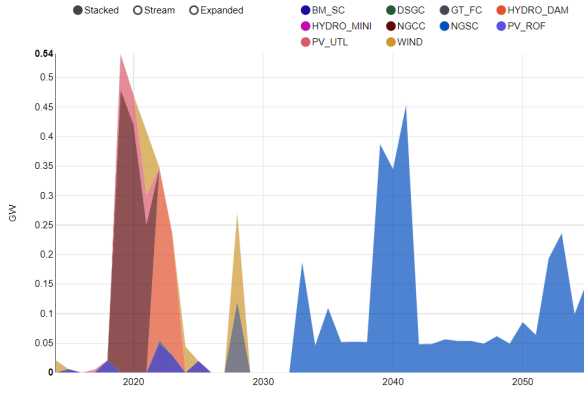 Stacked Stream Expanded
BM_SC DSGC GT_FC HYDRO_DAM
HYDRO_MINI NGCC NGSC PV_ROF
PV_UTL WIND
0.54
0.5
0.45
0.4
0.35
0.3
0.25
0.2
0.15
0.1
0.05
0
GW
2020 2030 2040 2050